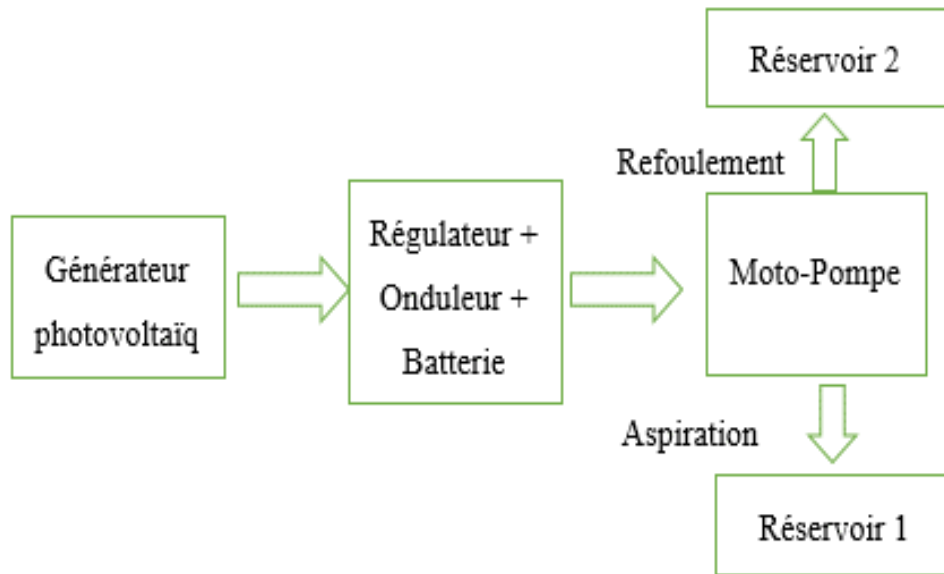 Générateur
photovoltaïq
Régulateur +
Onduleur +
Batterie
Réservoir 2
Refoulement
Moto-Pompe
Aspiration
Réservoir 1